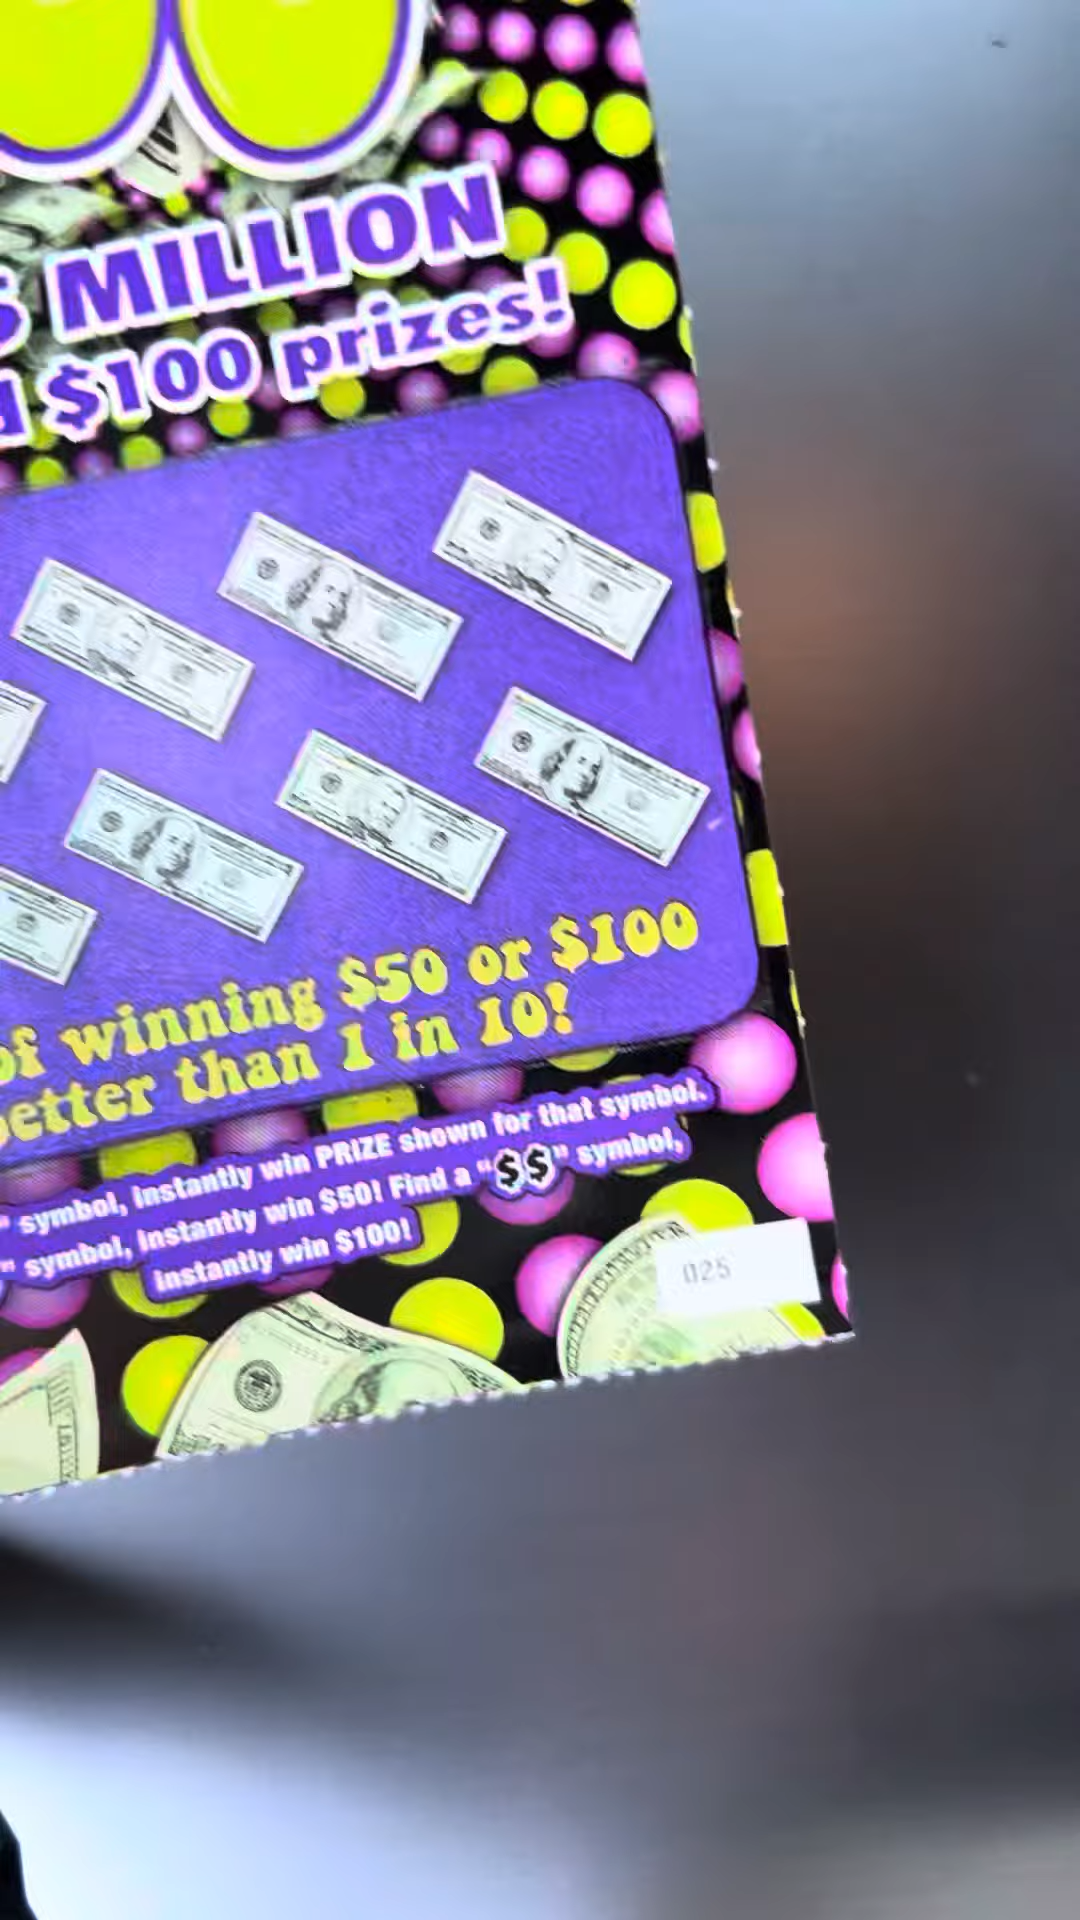 00
MILLION
$100 prizes!
of winning $50 or $100
better than 1 in 10!
symbol, instantly win PRIZE shown for that symbol.
" symbol, instantly win $50! Find a "$$" symbol,
instantly win $100!
025